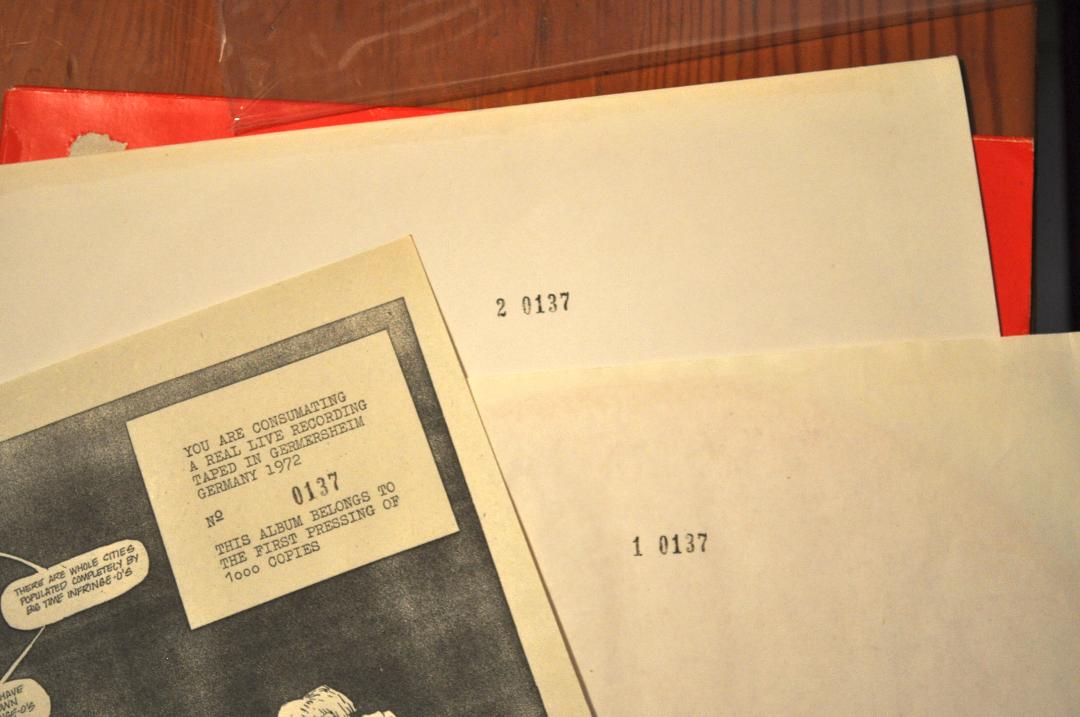 2 0137
1 0137
YOU ARE CONSUMATING
A REAL LIVE RECORDING
TAPED IN GERMERSHEIM
GERMANY 1972
Nº 0137
THIS ALBUM BELONGS TO
THE FIRST PRESSING OF
1000 COPIES
THERE ARE WHOLE CITIES
POPULATED COMPLETELY BY
BIG TIME INFRINGE-O'S
HAVE